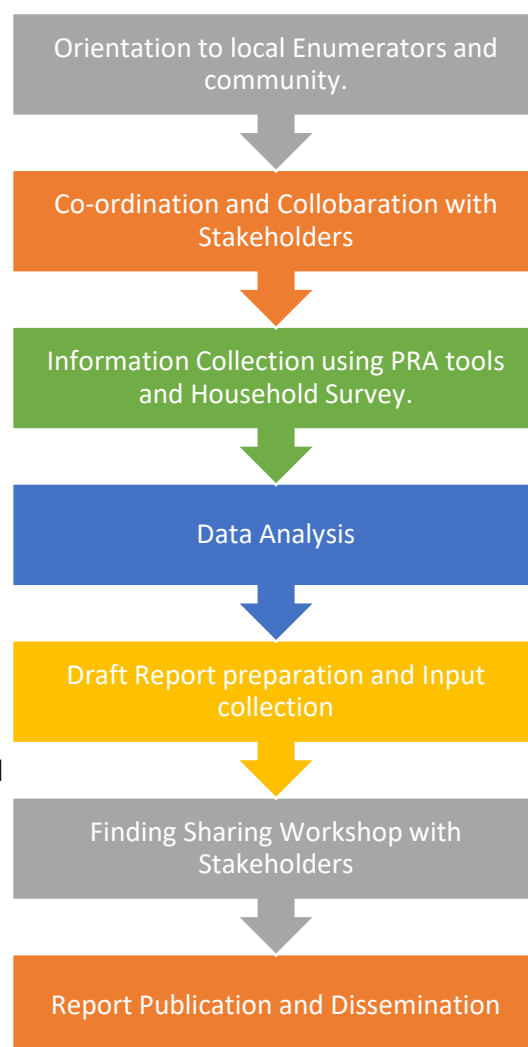 Orientation to local Enumerators and
community.
Co-ordination and Collobaration with
Stakeholders
Information Collection using PRA tools
and Household Survey.
Data Analysis
Draft Report preparation and Input
collection
Finding Sharing Workshop with
Stakeholders
Report Publication and Dissemination